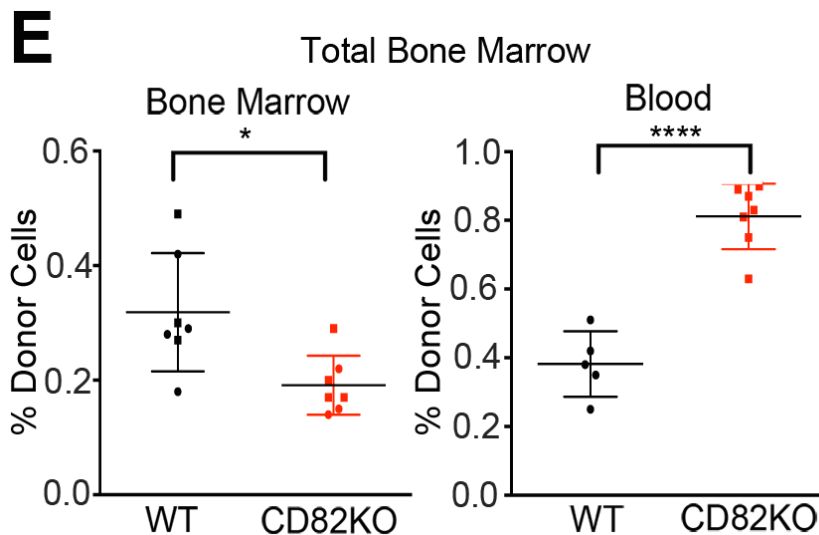 E
Total Bone Marrow
Bone Marrow
*
% Donor Cells
0.6
0.4
0.2
0.0
WT CD82KO
Blood
****
% Donor Cells
1.0
0.8
0.6
0.4
0.2
0.0
WT CD82KO